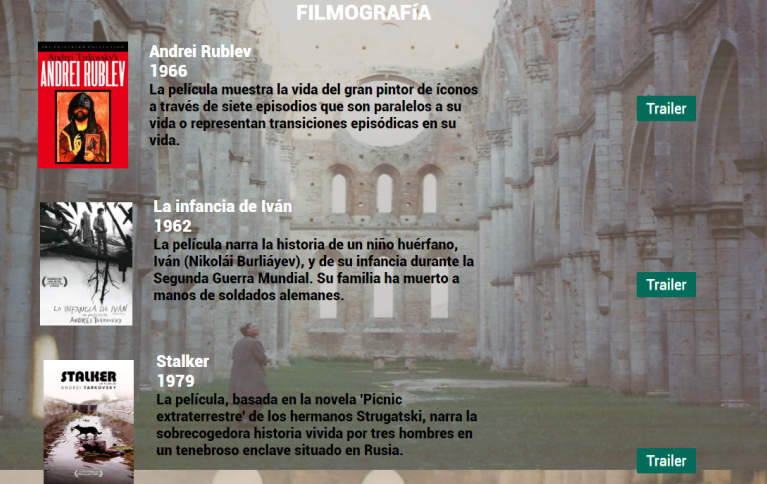 FILMOGRAFíA
THE CRITERION COLLECTION
Andrei Tarkovsky's
ANDREI RUBLEV
Andrei Rublev
1966
La película muestra la vida del gran pintor de íconos
a través de siete episodios que son paralelos a su
vida o representan transiciones episódicas en su
vida.
Trailer
LA INFANCIA DE IVÁN
ANDREI TARKOVSKY
La infancia de Iván
1962
La película narra la historia de un niño huérfano,
Iván (Nikolái Burliáyev), y de su infancia durante la
Segunda Guerra Mundial. Su familia ha muerto a
manos de soldados alemanes.
Trailer
STALKER
ANDREI TARKOVSKY
Stalker
1979
La película, basada en la novela 'Picnic
extraterrestre' de los hermanos Strugatski, narra la
sobrecogedora historia vivida por tres hombres en
un tenebroso enclave situado en Rusia.
Trailer